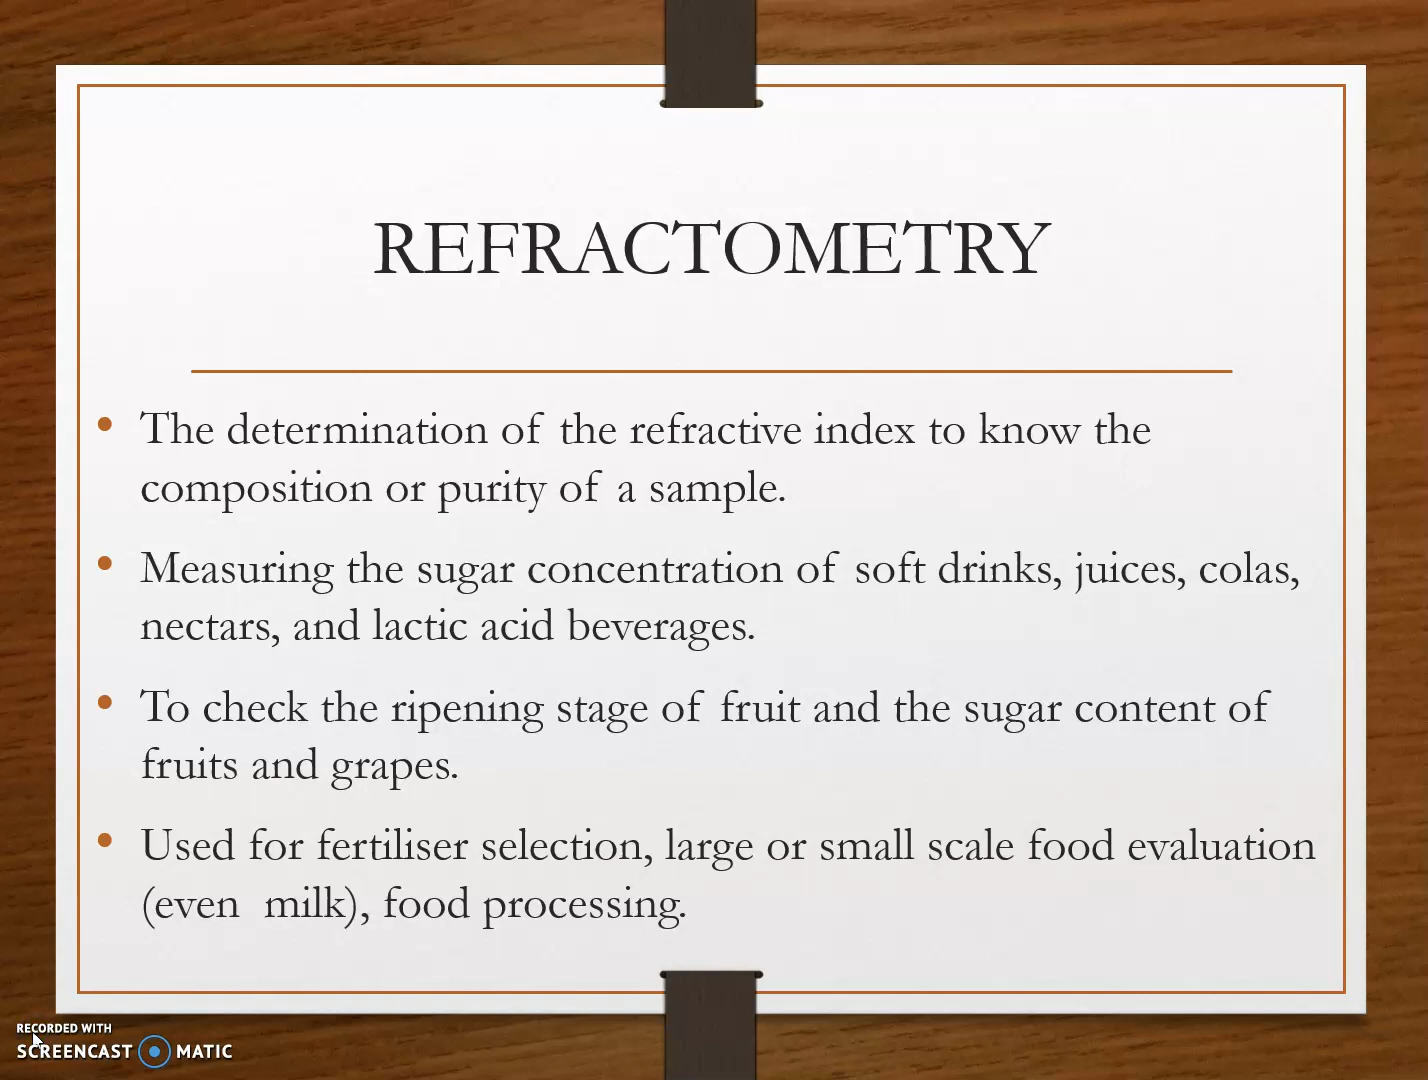 REFRACTOMETRY
• The determination of the refractive index to know the
composition or purity of a sample.
• Measuring the sugar concentration of soft drinks, juices, colas,
nectars, and lactic acid beverages.
• To check the ripening stage of fruit and the sugar content of
fruits and grapes.
• Used for fertiliser selection, large or small scale food evaluation
(even milk), food processing.
RECORDED WITH
SCREENCAST MATIC